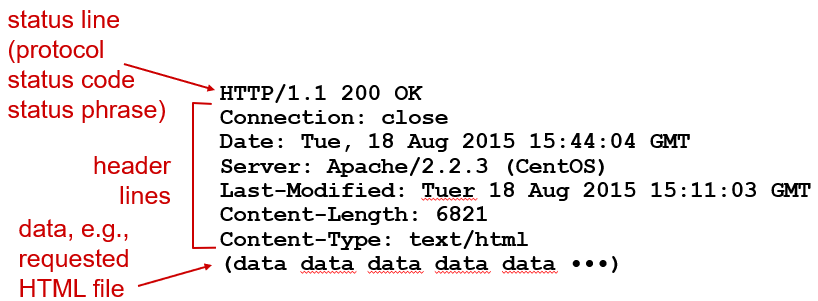 status line
(protocol
status code
status phrase)
HTTP/1.1 200 OK
Connection: close
Date: Tue, 18 Aug 2015 15:44:04 GMT
Server: Apache/2.2.3 (CentOS)
Last-Modified: Tuer 18 Aug 2015 15:11:03 GMT
Content-Length: 6821
Content-Type: text/html
(data data data data data •••)
header
lines
data, e.g.,
requested
HTML file